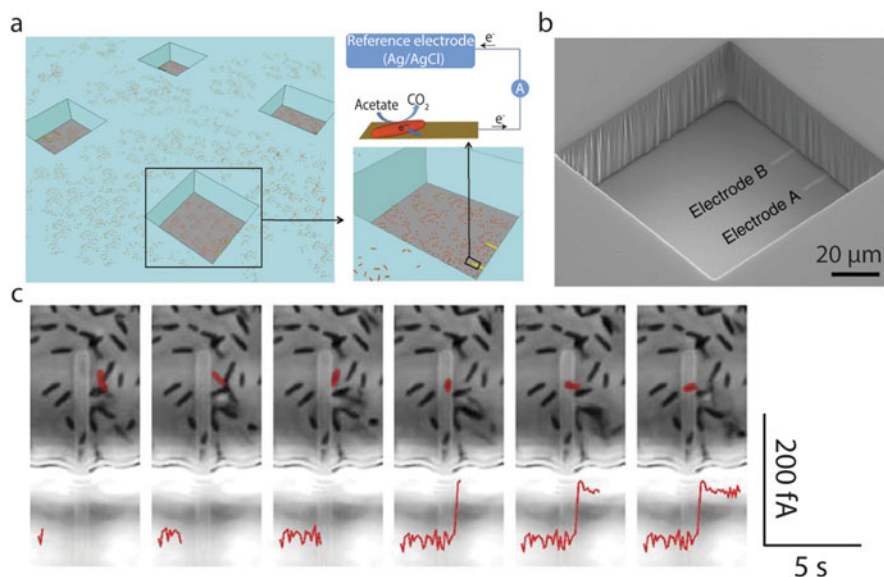 a
Reference electrode
(Ag/AgCl)
e-
A
CO2
Acetate
e-
e-
b
Electrode B
Electrode A
20 μm
c
200 fA
5 s